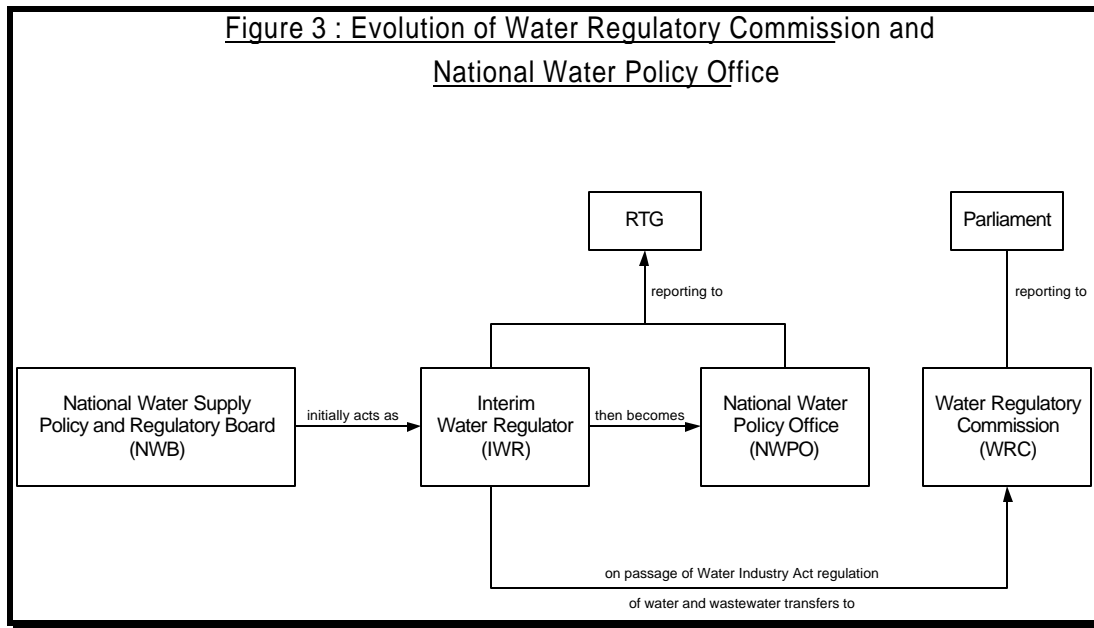 Figure 3 : Evolution of Water Regulatory Commission and
National Water Policy Office
RTG
Parliament
reporting to
reporting to
National Water Supply
Policy and Regulatory Board
(NWB)
initially acts as
Interim
Water Regulator
(IWR)
then becomes
National Water
Policy Office
(NWPO)
Water Regulatory
Commission
(WRC)
on passage of Water Industry Act regulation
of water and wastewater transfers to